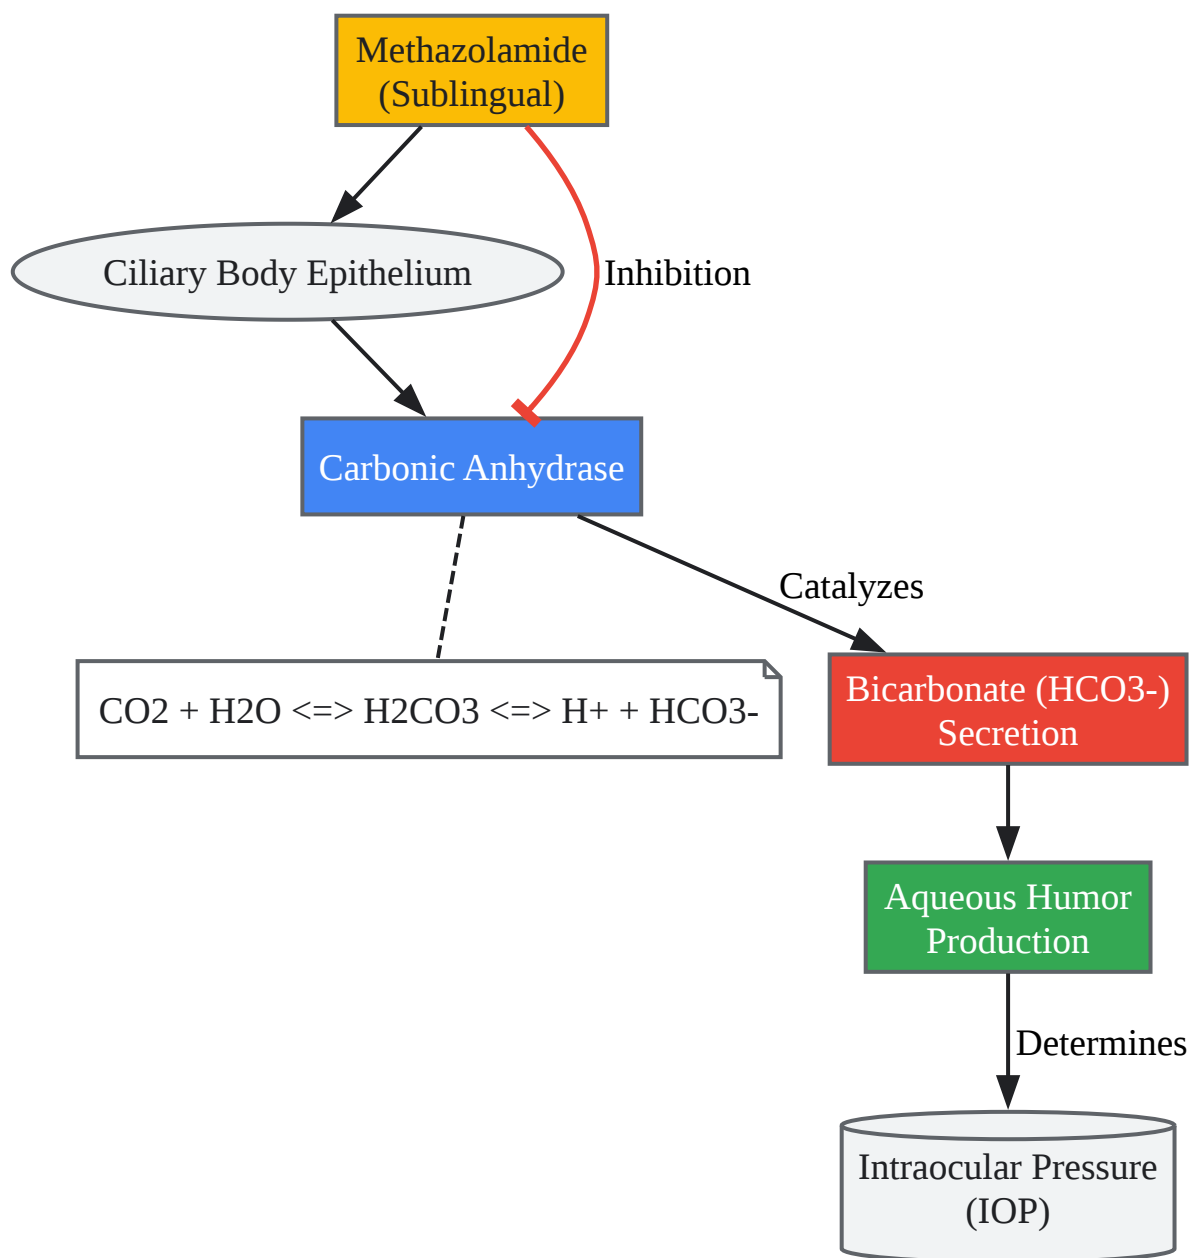 Methazolamide
(Sublingual)
Ciliary Body Epithelium
Inhibition
Carbonic Anhydrase
Catalyzes
CO2 + H2O <=> H2CO3 <=> H+ + HCO3-
Bicarbonate (HCO3-)
Secretion
Aqueous Humor
Production
Determines
Intraocular Pressure
(IOP)